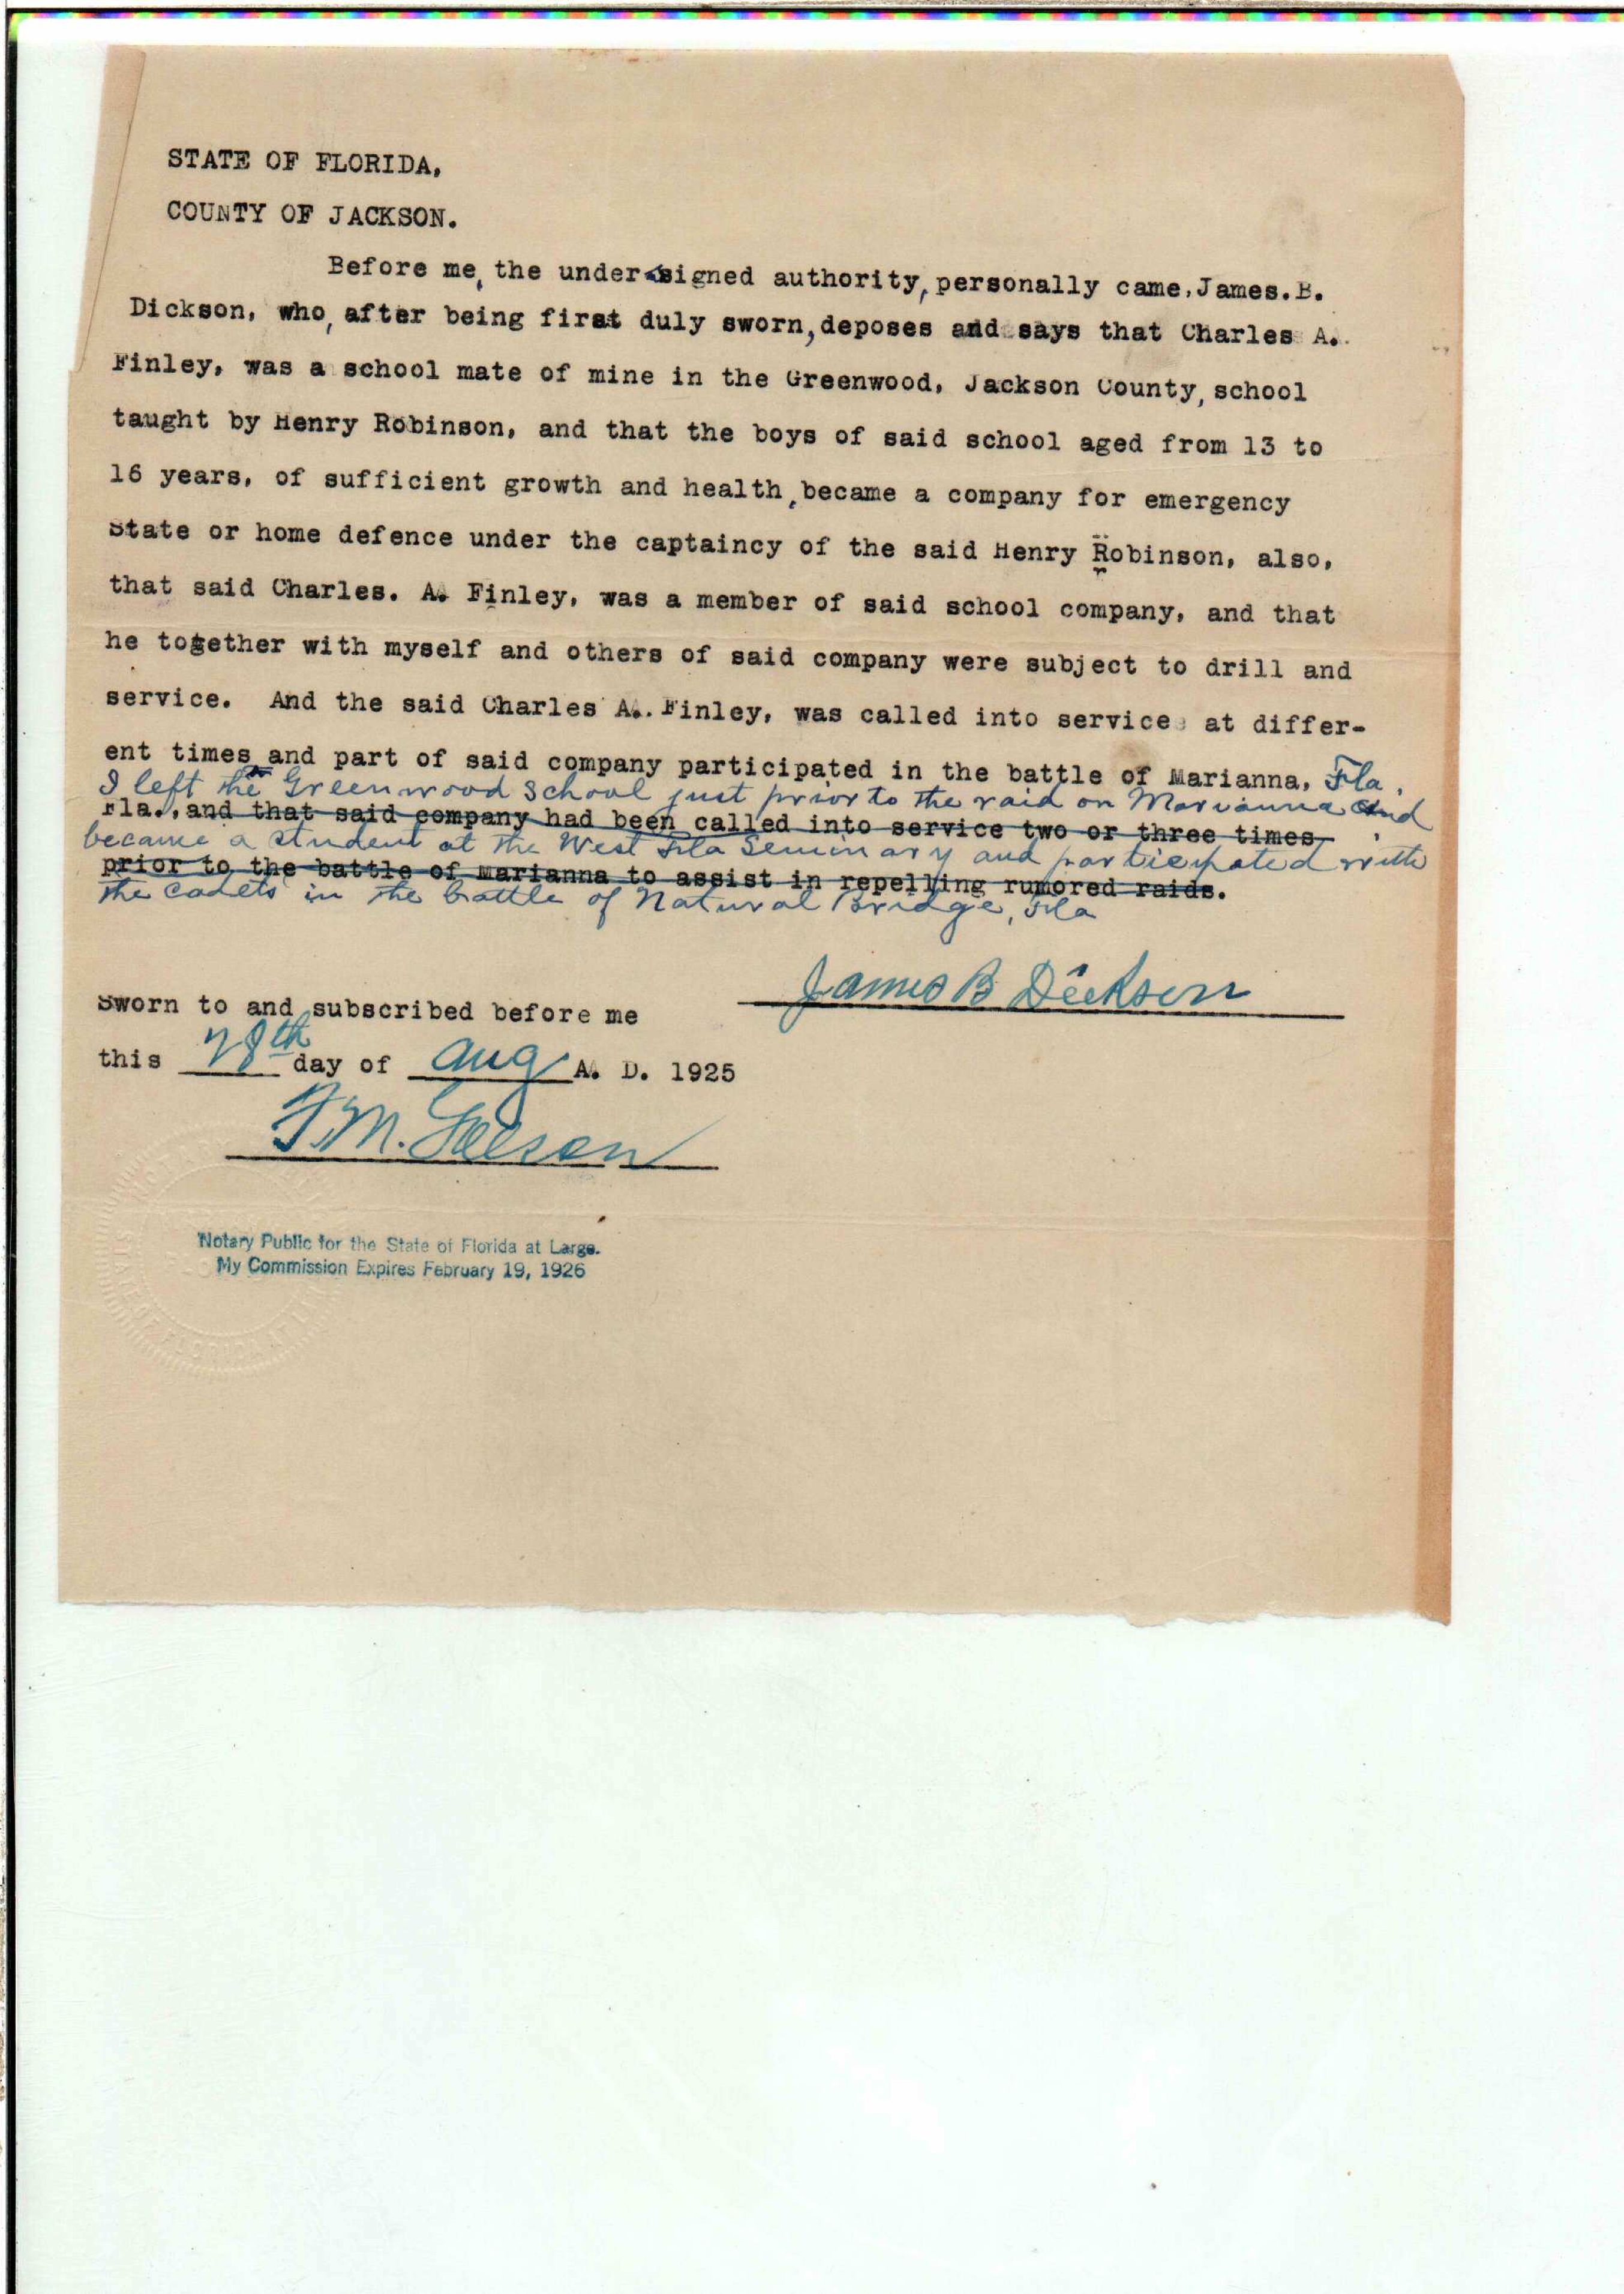 STATE OF FLORIDA,
COUNTY OF JACKSON.
Before me, the undersigned authority, personally came, James. B.
Dickson, who, after being first duly sworn, deposes and says that Charles A.
Finley, was a school mate of mine in the Greenwood, Jackson County, school
taught by Henry Robinson, and that the boys of said school aged from 13 to
16 years, of sufficient growth and health, became a company for emergency
State or home defence under the captaincy of the said Henry Robinson, also,
that said Charles. A. Finley, was a member of said school company, and that
he together with myself and others of said company were subject to drill and
service. And the said Charles A. Finley, was called into service at differ-
ent times and part of said company participated in the battle of Marianna, Fla.
I left the Greenwood School just prior to the raid on Marianna and
Fla., and that said company had been called into service two or three times
became a student at the West Fla Seminary and participated with
prior to the battle of Marianna to assist in repelling rumored raids.
the cadets in the battle of Natural Bridge, Fla
James B Dickson
Sworn to and subscribed before me
this 28th day of Aug A. D. 1925
F.M.
Notary Public for the State of Florida at Large.
My Commission Expires February 19, 1926